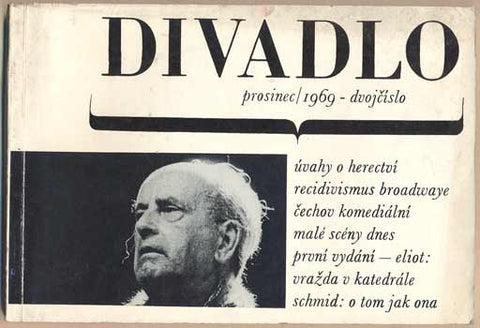 DIVADLO
prosinec/1969 - dvojčíslo
úvahy o herectví
recidivismus broadwaye
čechov komediální
malé scény dnes
první vydání — eliot:
vražda v katedrále
schmid: o tom jak ona